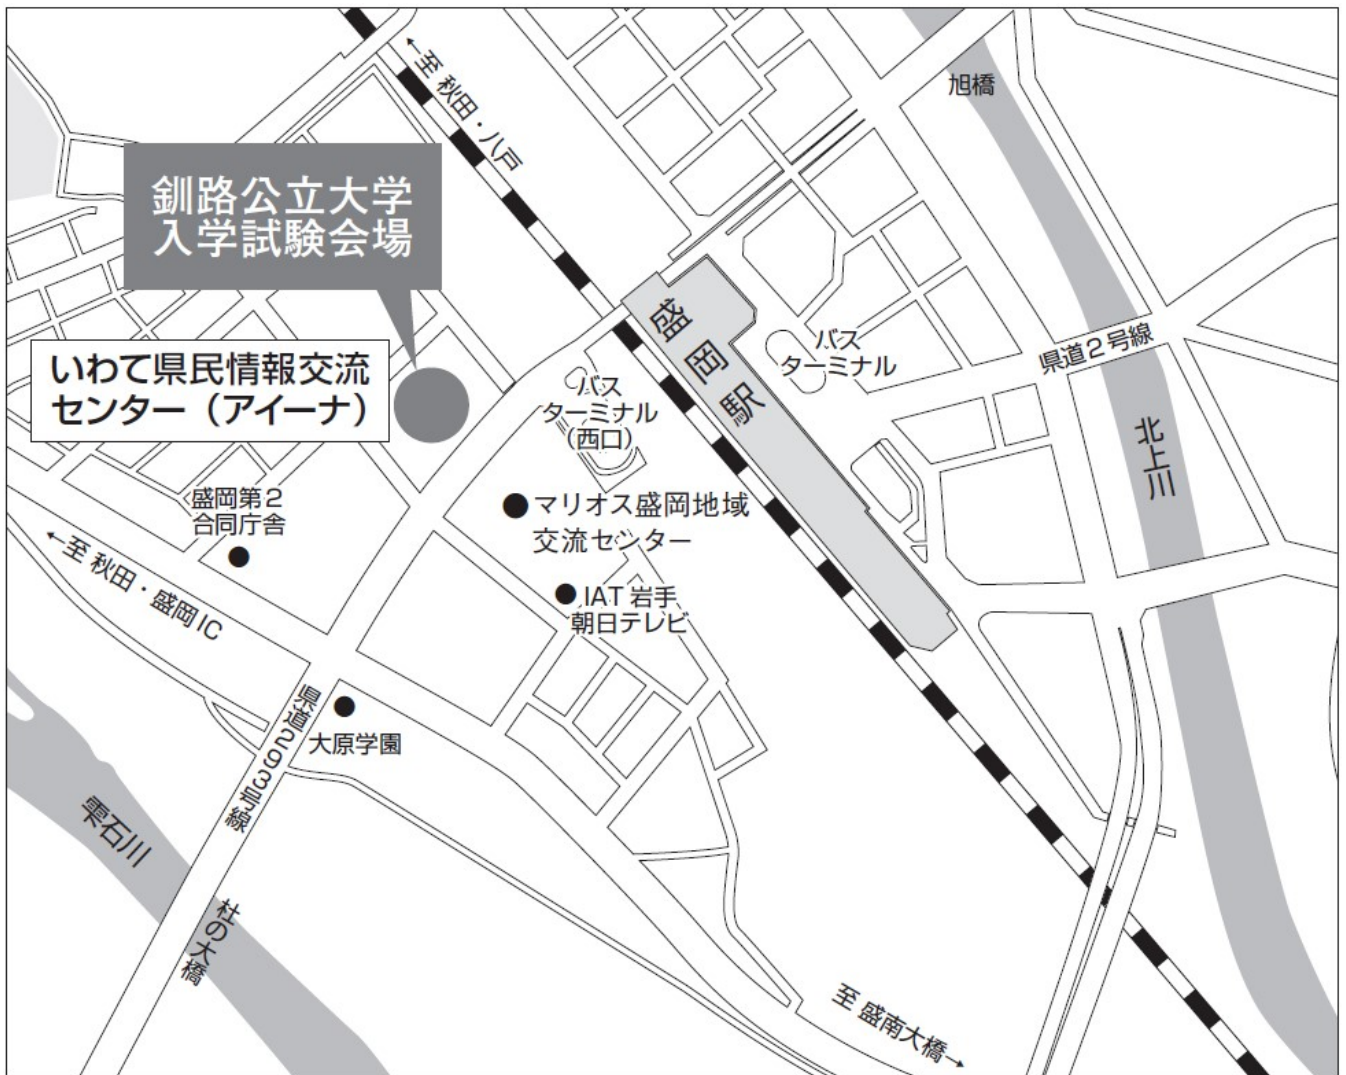 ←至 秋田・八戸
旭橋
釧路公立大学
入学試験会場
盛岡駅
バス
ターミナル
県道2号線
いわて県民情報交流
センター（アイーナ）
バス
ターミナル
（西口）
北上川
盛岡第2
合同庁舎
●マリオス盛岡地域
交流センター
←至 秋田・盛岡IC
●IAT岩手
朝日テレビ
県道293号線
大原学園
雫石川
杜の大橋
至 盛南大橋→